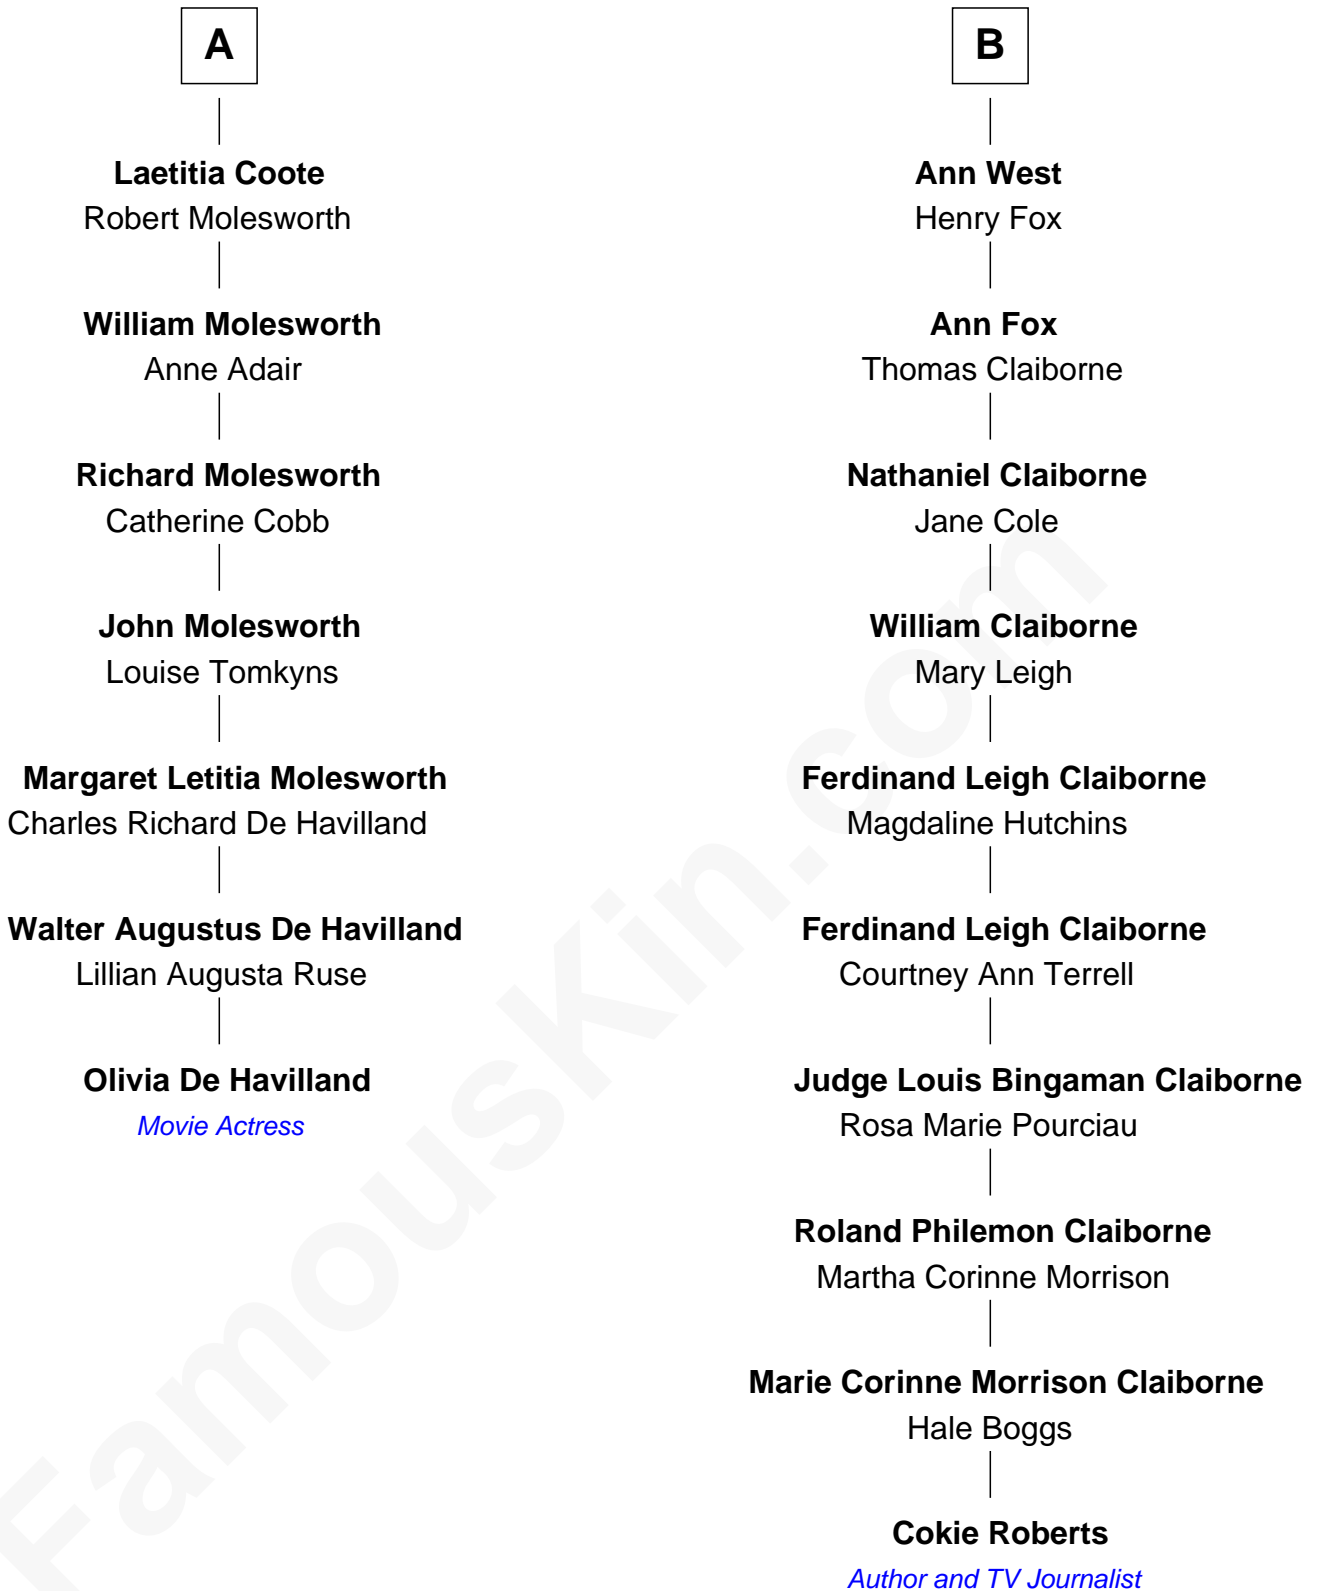 A
Laetitia Coote
Robert Molesworth
William Molesworth
Anne Adair
Richard Molesworth
Catherine Cobb
John Molesworth
Louise Tomkyns
Margaret Letitia Molesworth
Charles Richard De Havilland
Walter Augustus De Havilland
Lillian Augusta Ruse
Olivia De Havilland
Movie Actress
B
Ann West
Henry Fox
Ann Fox
Thomas Claiborne
Nathaniel Claiborne
Jane Cole
William Claiborne
Mary Leigh
Ferdinand Leigh Claiborne
Magdaline Hutchins
Ferdinand Leigh Claiborne
Courtney Ann Terrell
Judge Louis Bingaman Claiborne
Rosa Marie Pourciau
Roland Philemon Claiborne
Martha Corinne Morrison
Marie Corinne Morrison Claiborne
Hale Boggs
Cokie Roberts
Author and TV Journalist
FamousKin.com